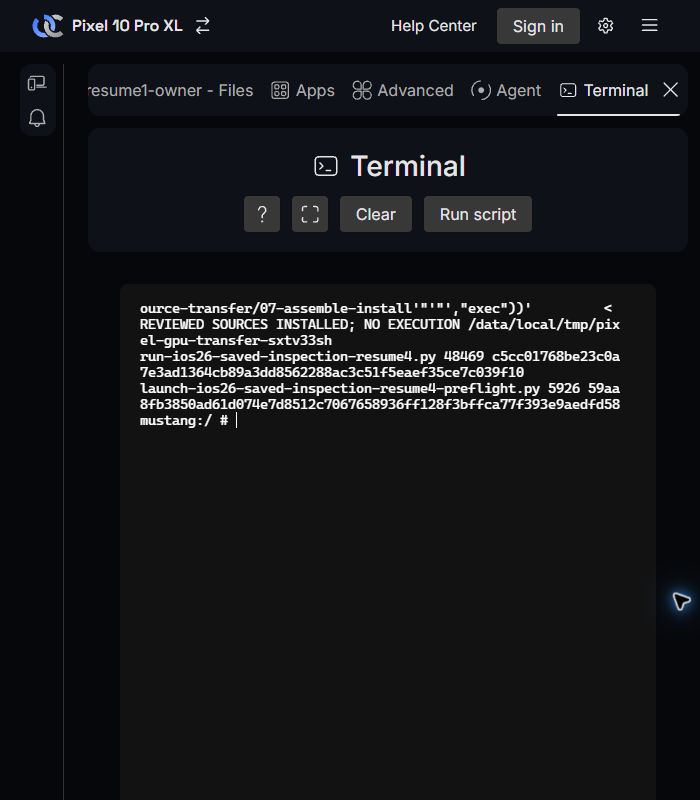 Pixel 10 Pro XL
Help Center
Sign in
resume1-owner - Files
Apps
Advanced
Agent
Terminal
Terminal
?
Clear
Run script
ource-transfer/07-assemble-install'"'"',"exec"))' <
REVIEWED SOURCES INSTALLED; NO EXECUTION /data/local/tmp/pix
el-gpu-transfer-sxtv33sh
run-ios26-saved-inspection-resume4.py 48469 c5cc01768be23c0a
7e3ad1364cb89a3dd8562288ac3c51f5eaef35ce7c039f10
launch-ios26-saved-inspection-resume4-preflight.py 5926 59aa
8fb3850ad61d074e7d8512c7067658936ff128f3bffca77f393e9aedfd58
mustang:/ #